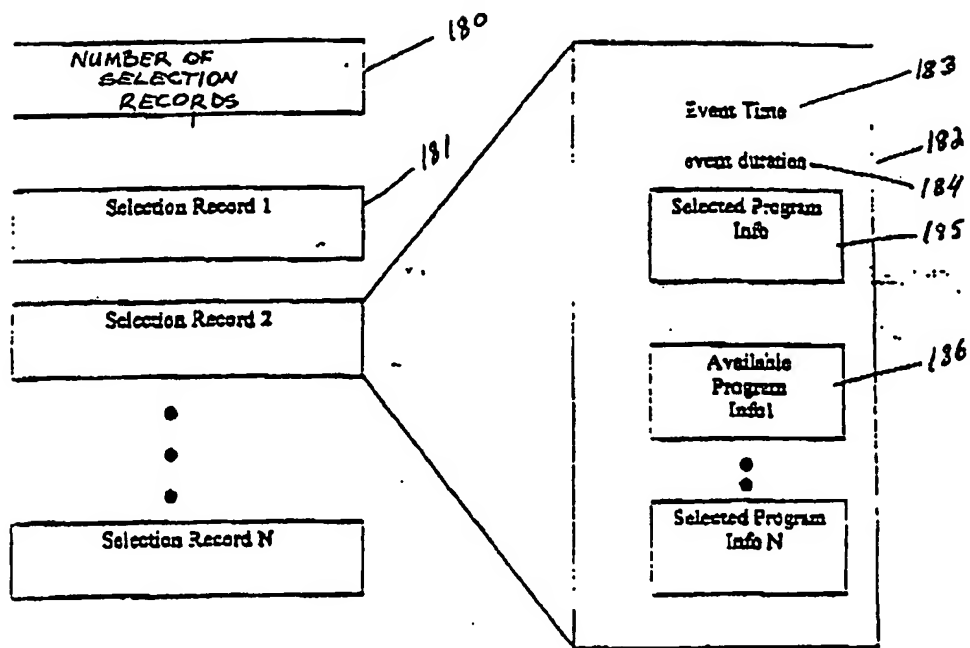 180
NUMBER OF
SELECTION
RECORDS
181
Selection Record 1
Selection Record 2
Selection Record N
183
Event Time
182
event duration
184
Selected Program
Info
185
Available
Program
Info1
186
Selected Program
Info N